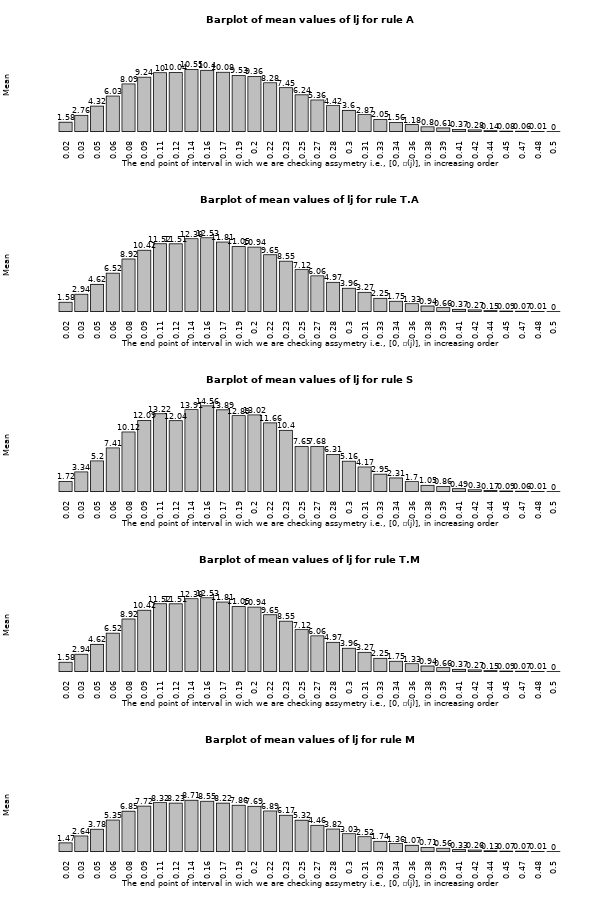 Barplot of mean values of lj for rule A
Mean
1.58 2.76 4.32 6.03 8.09 9.24 10 10.04 10.55 10.4 10.08 9.53 9.36 8.28 7.45 6.24 5.36 4.42 3.6 2.87 2.05 1.56 1.18 0.8 0.61 0.37 0.28 0.14 0.08 0.06 0.01 0
0.02 0.03 0.05 0.06 0.08 0.09 0.11 0.12 0.14 0.16 0.17 0.19 0.2 0.22 0.23 0.25 0.27 0.28 0.3 0.31 0.33 0.34 0.36 0.38 0.39 0.41 0.42 0.44 0.45 0.47 0.48 0.5
The end point of interval in wich we are checking assymetry i.e., [0, □(j)], in increasing order
Barplot of mean values of lj for rule T.A
Mean
1.58 2.94 4.62 6.52 8.92 10.42 11.52 11.51 12.38 12.53 11.81 11.05 10.94 9.65 8.55 7.12 6.06 4.97 3.96 3.27 2.25 1.75 1.33 0.94 0.66 0.37 0.27 0.15 0.09 0.07 0.01 0
0.02 0.03 0.05 0.06 0.08 0.09 0.11 0.12 0.14 0.16 0.17 0.19 0.2 0.22 0.23 0.25 0.27 0.28 0.3 0.31 0.33 0.34 0.36 0.38 0.39 0.41 0.42 0.44 0.45 0.47 0.48 0.5
The end point of interval in wich we are checking assymetry i.e., [0, □(j)], in increasing order
Barplot of mean values of lj for rule S
Mean
1.72 3.34 5.2 7.41 10.12 12.09 13.22 12.04 14.56 13.89 13.02 11.66 10.4 7.65 7.68 6.31 5.16 4.17 2.95 2.31 1.7 1.05 0.86 0.49 0.3 0.17 0.09 0.06 0.01 0
0.02 0.03 0.05 0.06 0.08 0.09 0.11 0.12 0.14 0.16 0.17 0.19 0.2 0.22 0.23 0.25 0.27 0.28 0.3 0.31 0.33 0.34 0.36 0.38 0.39 0.41 0.42 0.44 0.45 0.47 0.48 0.5
The end point of interval in wich we are checking assymetry i.e., [0, □(j)], in increasing order
Barplot of mean values of lj for rule T.M
Mean
1.58 2.94 4.62 6.52 8.92 10.42 11.52 11.51 12.38 12.53 11.81 11.05 10.94 9.65 8.55 7.12 6.06 4.97 3.96 3.27 2.25 1.75 1.33 0.94 0.66 0.37 0.27 0.15 0.09 0.07 0.01 0
0.02 0.03 0.05 0.06 0.08 0.09 0.11 0.12 0.14 0.16 0.17 0.19 0.2 0.22 0.23 0.25 0.27 0.28 0.3 0.31 0.33 0.34 0.36 0.38 0.39 0.41 0.42 0.44 0.45 0.47 0.48 0.5
The end point of interval in wich we are checking assymetry i.e., [0, □(j)], in increasing order
Barplot of mean values of lj for rule M
Mean
1.47 2.64 3.78 5.35 6.85 7.72 8.32 8.23 8.71 8.55 8.22 7.86 7.69 6.89 6.17 5.32 4.46 3.82 3.03 2.52 1.74 1.36 1.07 0.71 0.56 0.33 0.26 0.13 0.07 0.07 0.01 0
0.02 0.03 0.05 0.06 0.08 0.09 0.11 0.12 0.14 0.16 0.17 0.19 0.2 0.22 0.23 0.25 0.27 0.28 0.3 0.31 0.33 0.34 0.36 0.38 0.39 0.41 0.42 0.44 0.45 0.47 0.48 0.5
The end point of interval in wich we are checking assymetry i.e., [0, □(j)], in increasing order